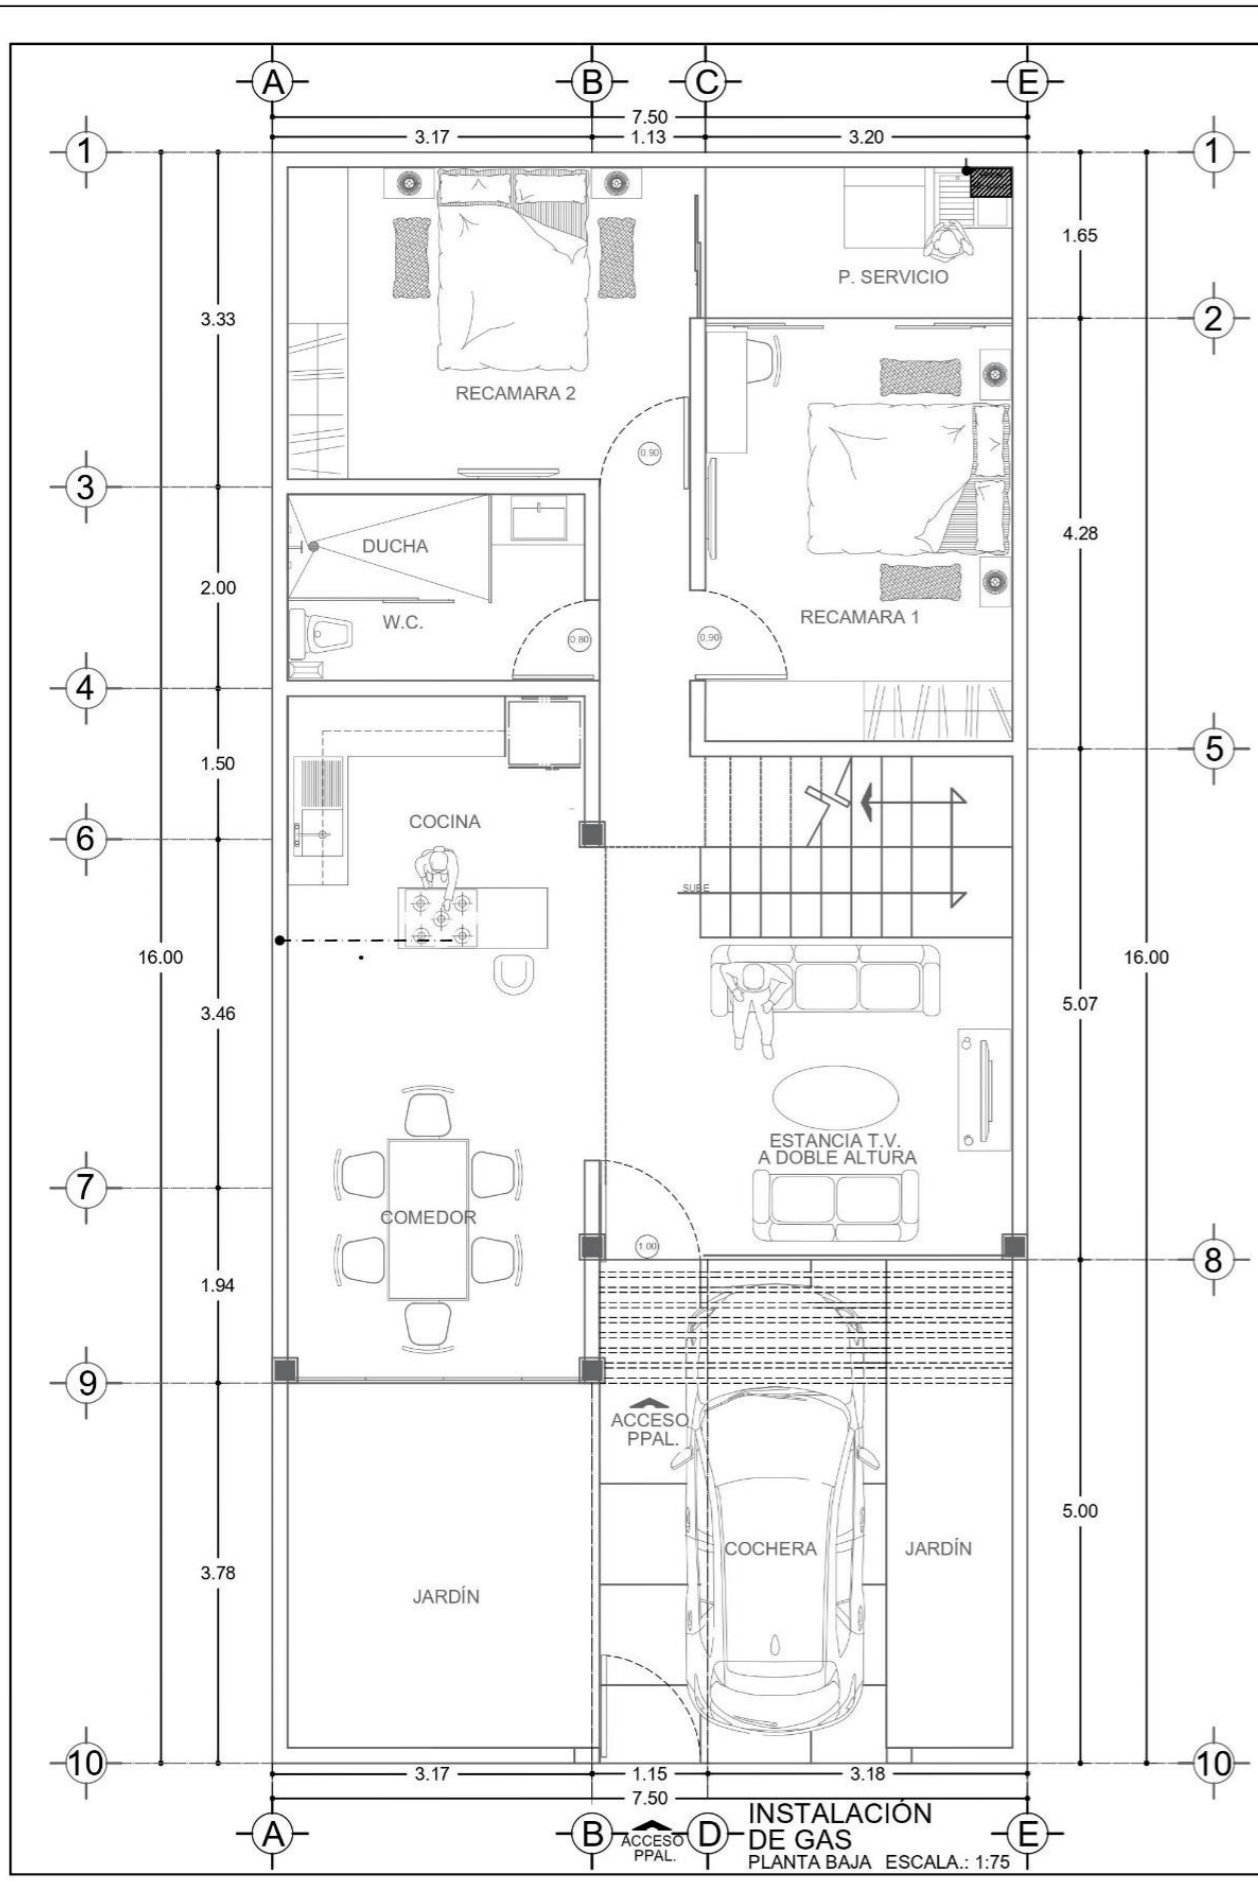 A B C E
7.50
3.17 1.13 3.20
1 1
1.65
P. SERVICIO
3.33 2
RECAMARA 2
0.90
3
4.28
DUCHA
2.00
W.C. RECAMARA 1
0.80 0.90
4
5
1.50
COCINA
6
SUBE
16.00 16.00
3.46 5.07
ESTANCIA T.V.
A DOBLE ALTURA
7
COMEDOR
1.00
8
1.94
9
ACCESO
PPAL.
5.00
COCHERA JARDÍN
3.78
JARDÍN
10 10
3.17 1.15 3.18
7.50
A B D E
ACCESO
PPAL.
INSTALACIÓN
DE GAS
PLANTA BAJA ESCALA.: 1:75